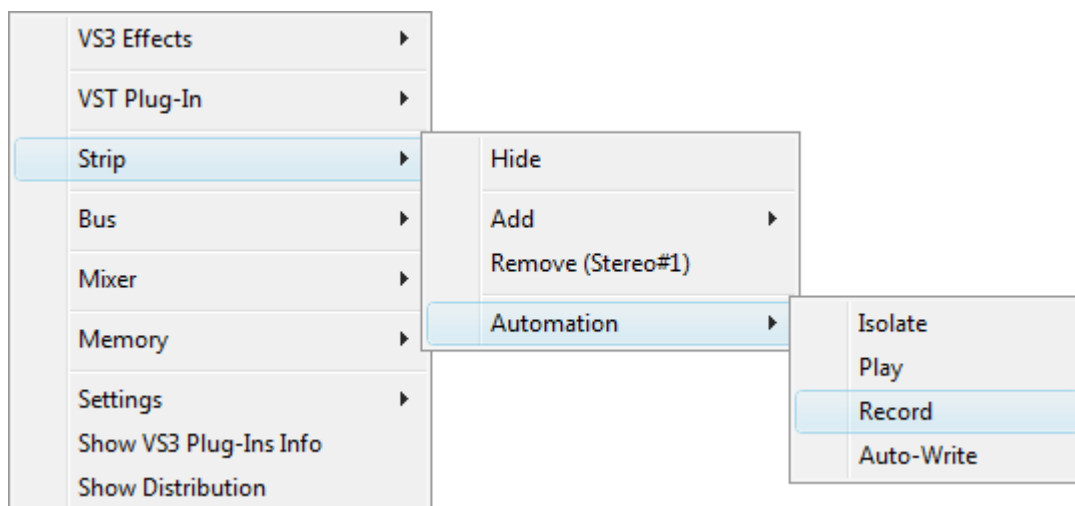 VS3 Effects
VST Plug-In
Strip
Bus
Mixer
Memory
Settings
Show VS3 Plug-Ins Info
Show Distribution
Hide
Add
Remove (Stereo#1)
Automation
Isolate
Play
Record
Auto-Write